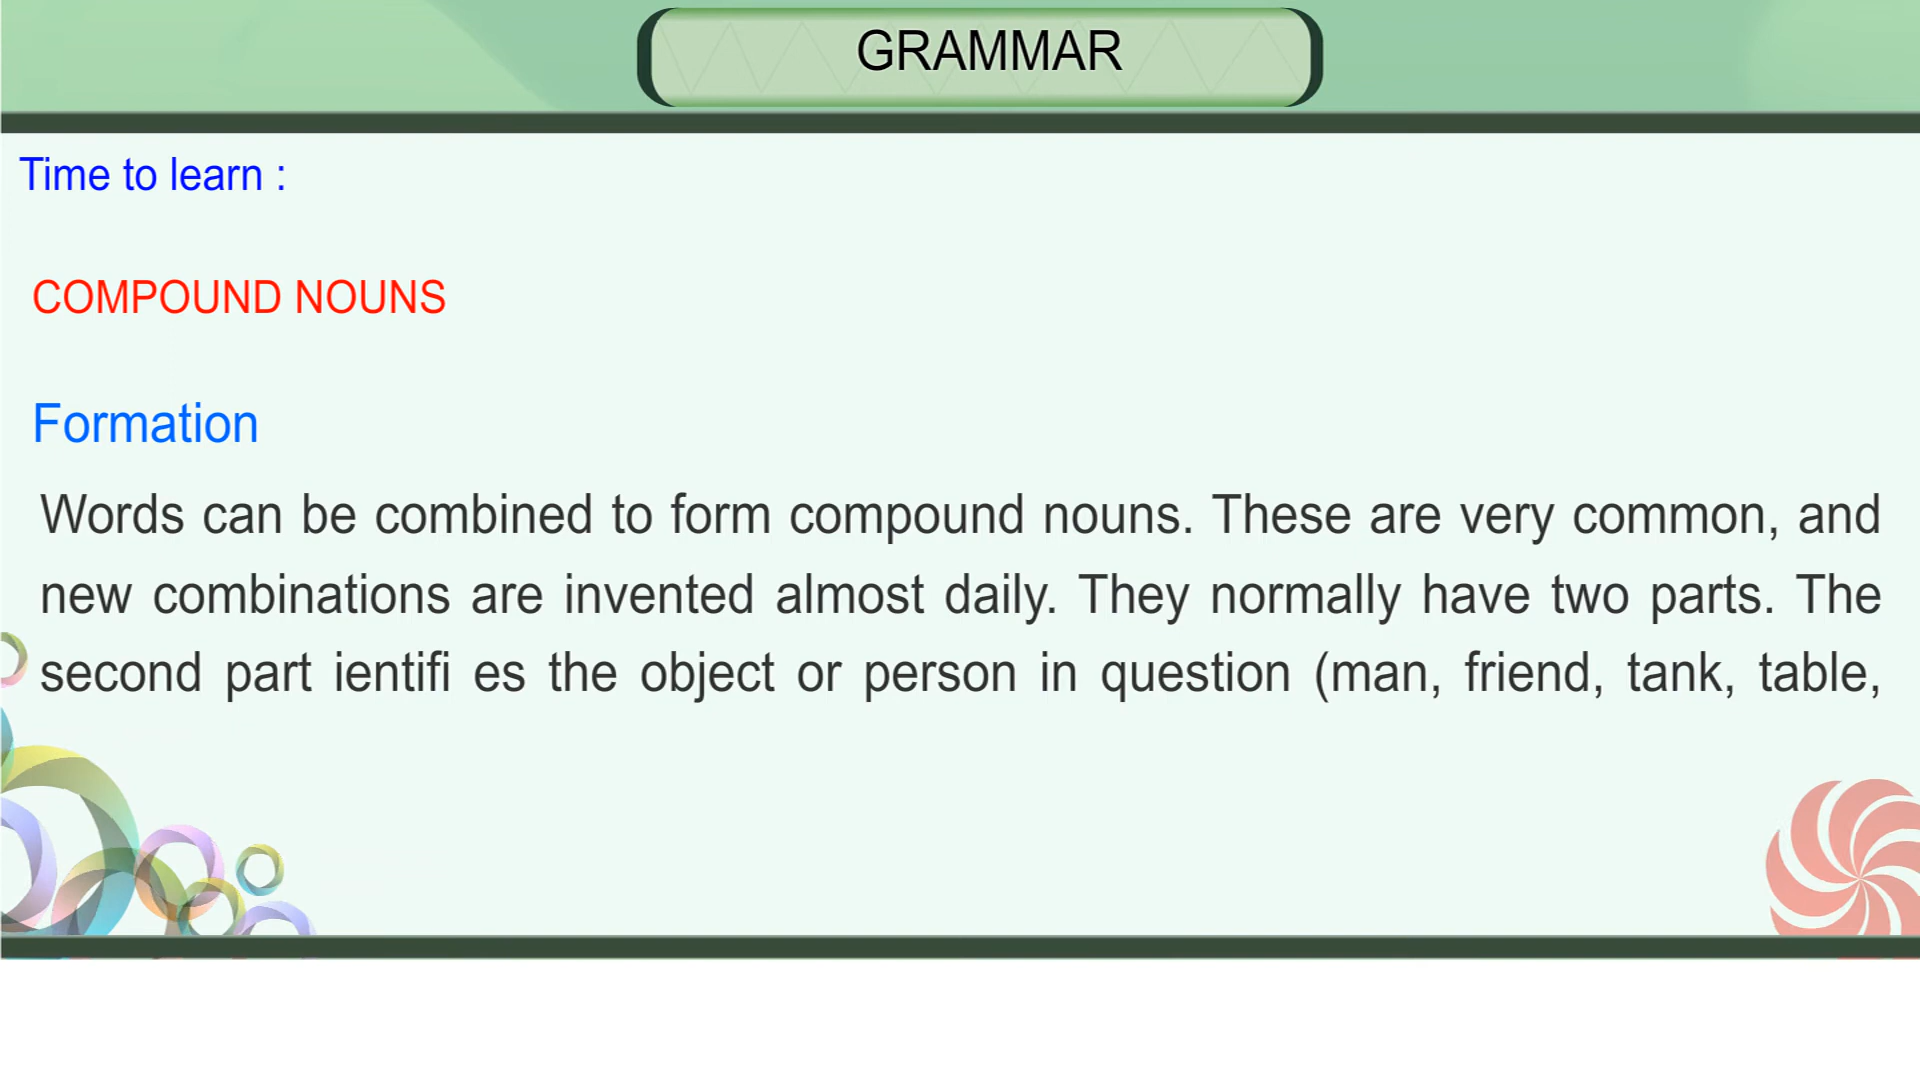 GRAMMAR
Time to learn :
COMPOUND NOUNS
Formation
Words can be combined to form compound nouns. These are very common, and
new combinations are invented almost daily. They normally have two parts. The
second part ientifi es the object or person in question (man, friend, tank, table,